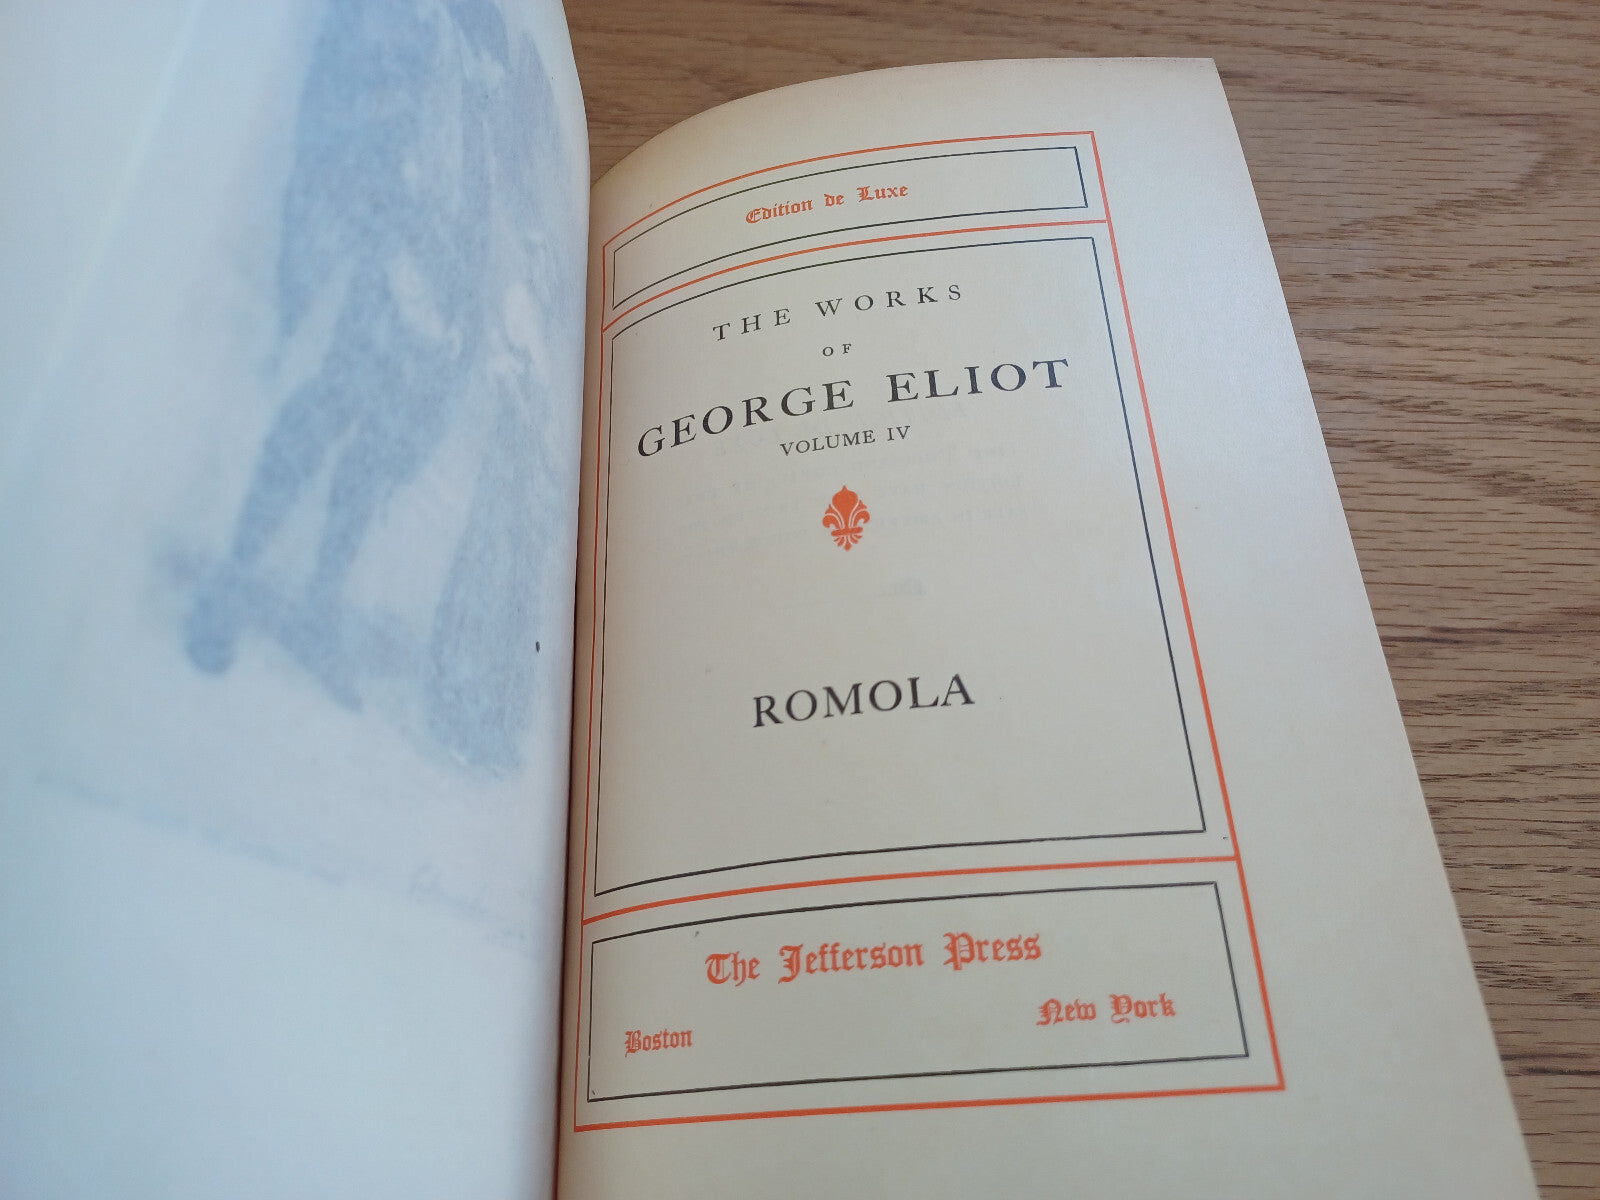 Edition de Luxe
THE WORKS
OF
GEORGE ELIOT
VOLUME IV
ROMOLA
The Jefferson Press
Boston
New York